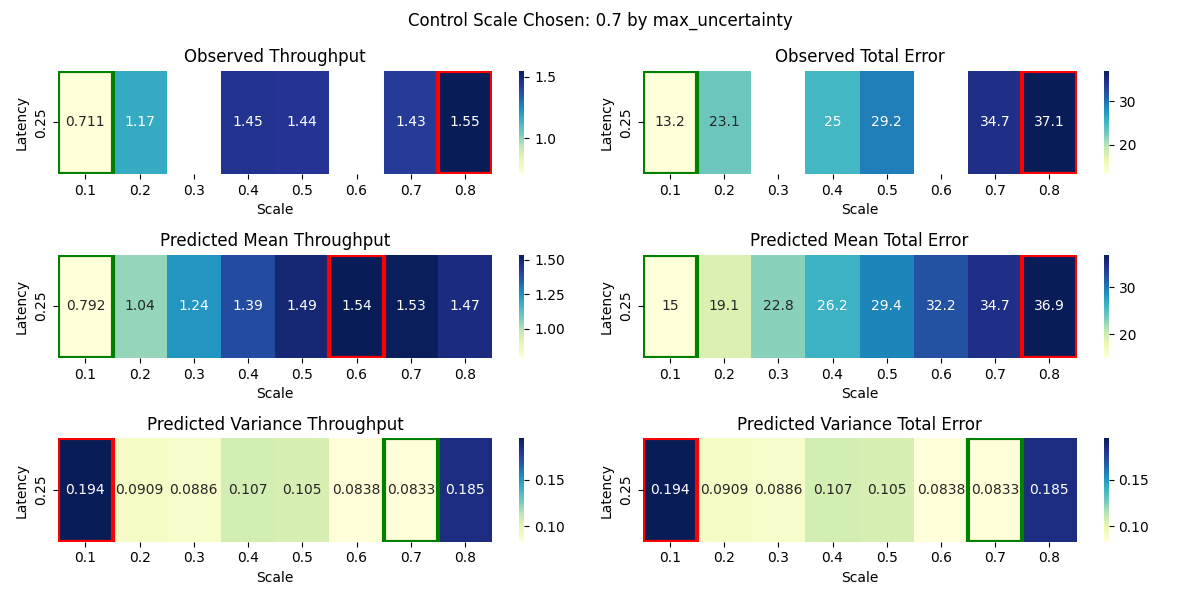 Control Scale Chosen: 0.7 by max_uncertainty
Observed Throughput
Latency
0.25
0.711 1.17 1.45 1.44 1.43 1.55
0.1 0.2 0.3 0.4 0.5 0.6 0.7 0.8
Scale
1.5
1.0
Observed Total Error
Latency
0.25
13.2 23.1 25 29.2 34.7 37.1
0.1 0.2 0.3 0.4 0.5 0.6 0.7 0.8
Scale
30
20
Predicted Mean Throughput
Latency
0.25
0.792 1.04 1.24 1.39 1.49 1.54 1.53 1.47
0.1 0.2 0.3 0.4 0.5 0.6 0.7 0.8
Scale
1.50
1.25
1.00
Predicted Mean Total Error
Latency
0.25
15 19.1 22.8 26.2 29.4 32.2 34.7 36.9
0.1 0.2 0.3 0.4 0.5 0.6 0.7 0.8
Scale
30
20
Predicted Variance Throughput
Latency
0.25
0.194 0.0909 0.0886 0.107 0.105 0.0838 0.0833 0.185
0.1 0.2 0.3 0.4 0.5 0.6 0.7 0.8
Scale
0.15
0.10
Predicted Variance Total Error
Latency
0.25
0.194 0.0909 0.0886 0.107 0.105 0.0838 0.0833 0.185
0.1 0.2 0.3 0.4 0.5 0.6 0.7 0.8
Scale
0.15
0.10